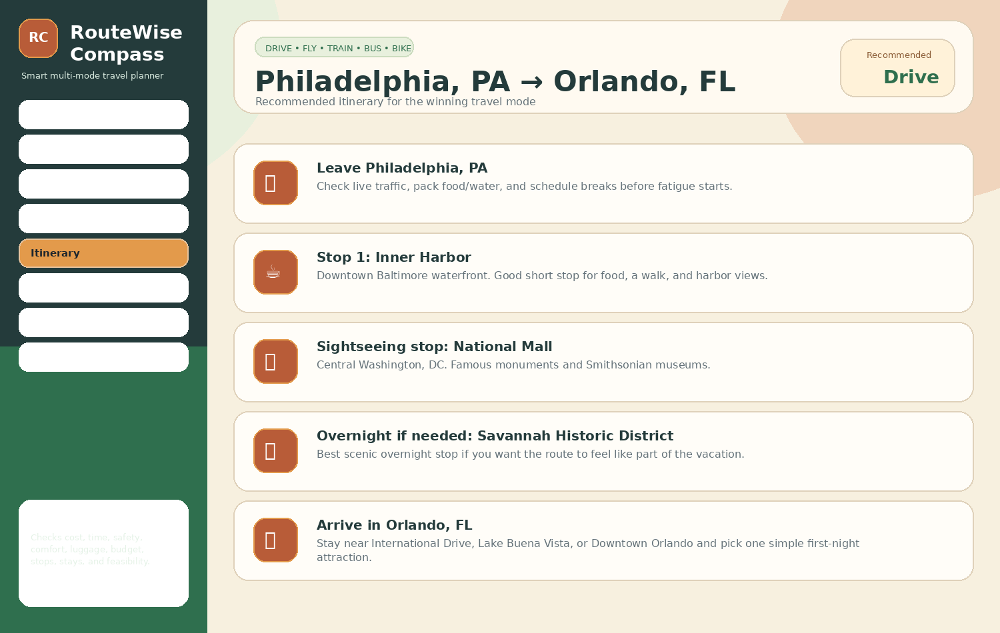 RC
RouteWise
Compass
Smart multi-mode travel planner
Itinerary
Checks cost, time, safety,
comfort, luggage, budget,
stops, stays, and feasibility.
DRIVE • FLY • TRAIN • BUS • BIKE
Philadelphia, PA → Orlando, FL
Recommended itinerary for the winning travel mode
Recommended
Drive
Leave Philadelphia, PA
Check live traffic, pack food/water, and schedule breaks before fatigue starts.
Stop 1: Inner Harbor
Downtown Baltimore waterfront. Good short stop for food, a walk, and harbor views.
Sightseeing stop: National Mall
Central Washington, DC. Famous monuments and Smithsonian museums.
Overnight if needed: Savannah Historic District
Best scenic overnight stop if you want the route to feel like part of the vacation.
Arrive in Orlando, FL
Stay near International Drive, Lake Buena Vista, or Downtown Orlando and pick one simple first-night
attraction.